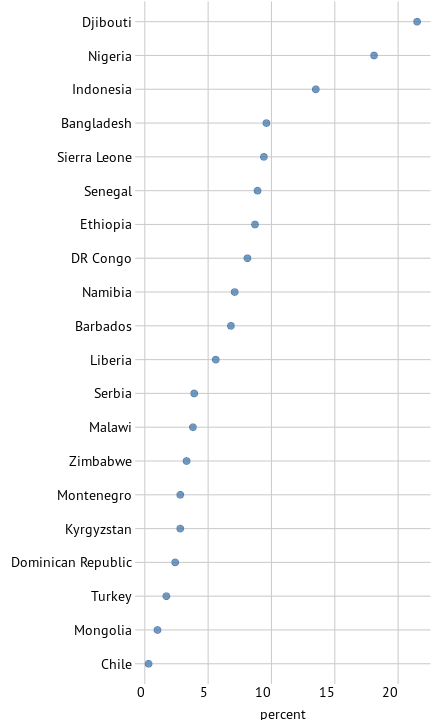 Djibouti
Nigeria
Indonesia
Bangladesh
Sierra Leone
Senegal
Ethiopia
DR Congo
Namibia
Barbados
Liberia
Serbia
Malawi
Zimbabwe
Montenegro
Kyrgyzstan
Dominican Republic
Turkey
Mongolia
Chile
0 5 10 15 20
percent